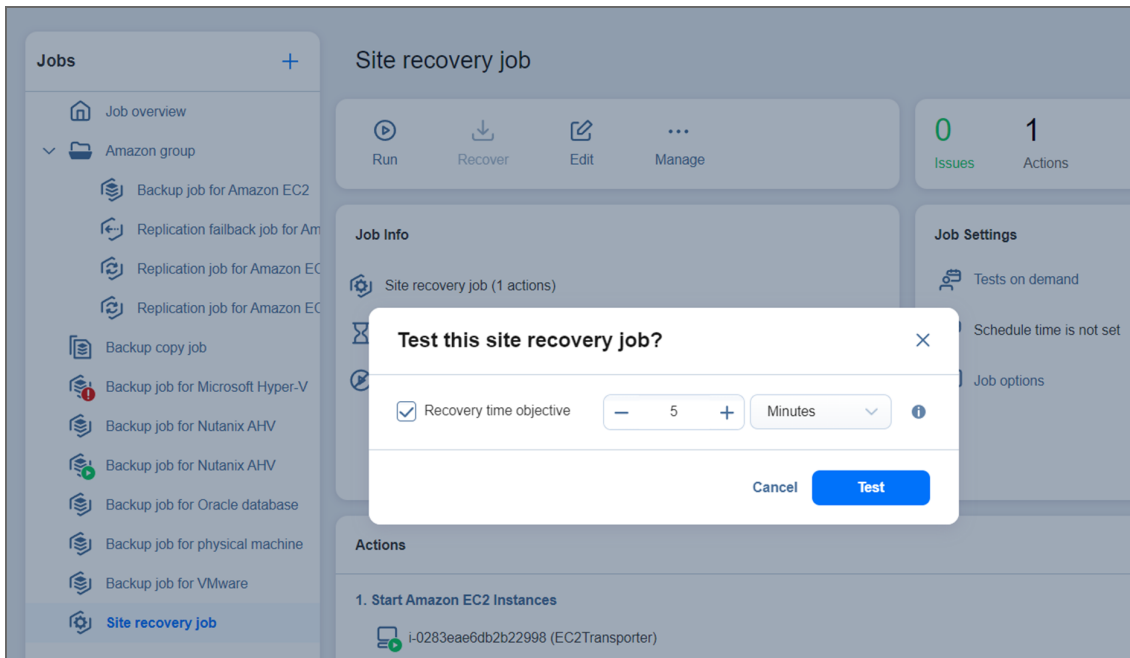 Jobs
Job overview
Amazon group
Backup job for Amazon EC2
Replication failback job for Am
Replication job for Amazon EC
Replication job for Amazon EC
Backup copy job
Backup job for Microsoft Hyper-V
Backup job for Nutanix AHV
Backup job for Nutanix AHV
Backup job for Oracle database
Backup job for physical machine
Backup job for VMware
Site recovery job
Site recovery job
Run
Recover
Edit
Manage
0
Issues
1
Actions
Job Info
Site recovery job (1 actions)
Job Settings
Tests on demand
Schedule time is not set
Job options
Test this site recovery job?
Recovery time objective
5
Minutes
Cancel
Test
Actions
1. Start Amazon EC2 Instances
i-0283eae6db2b22998 (EC2Transporter)